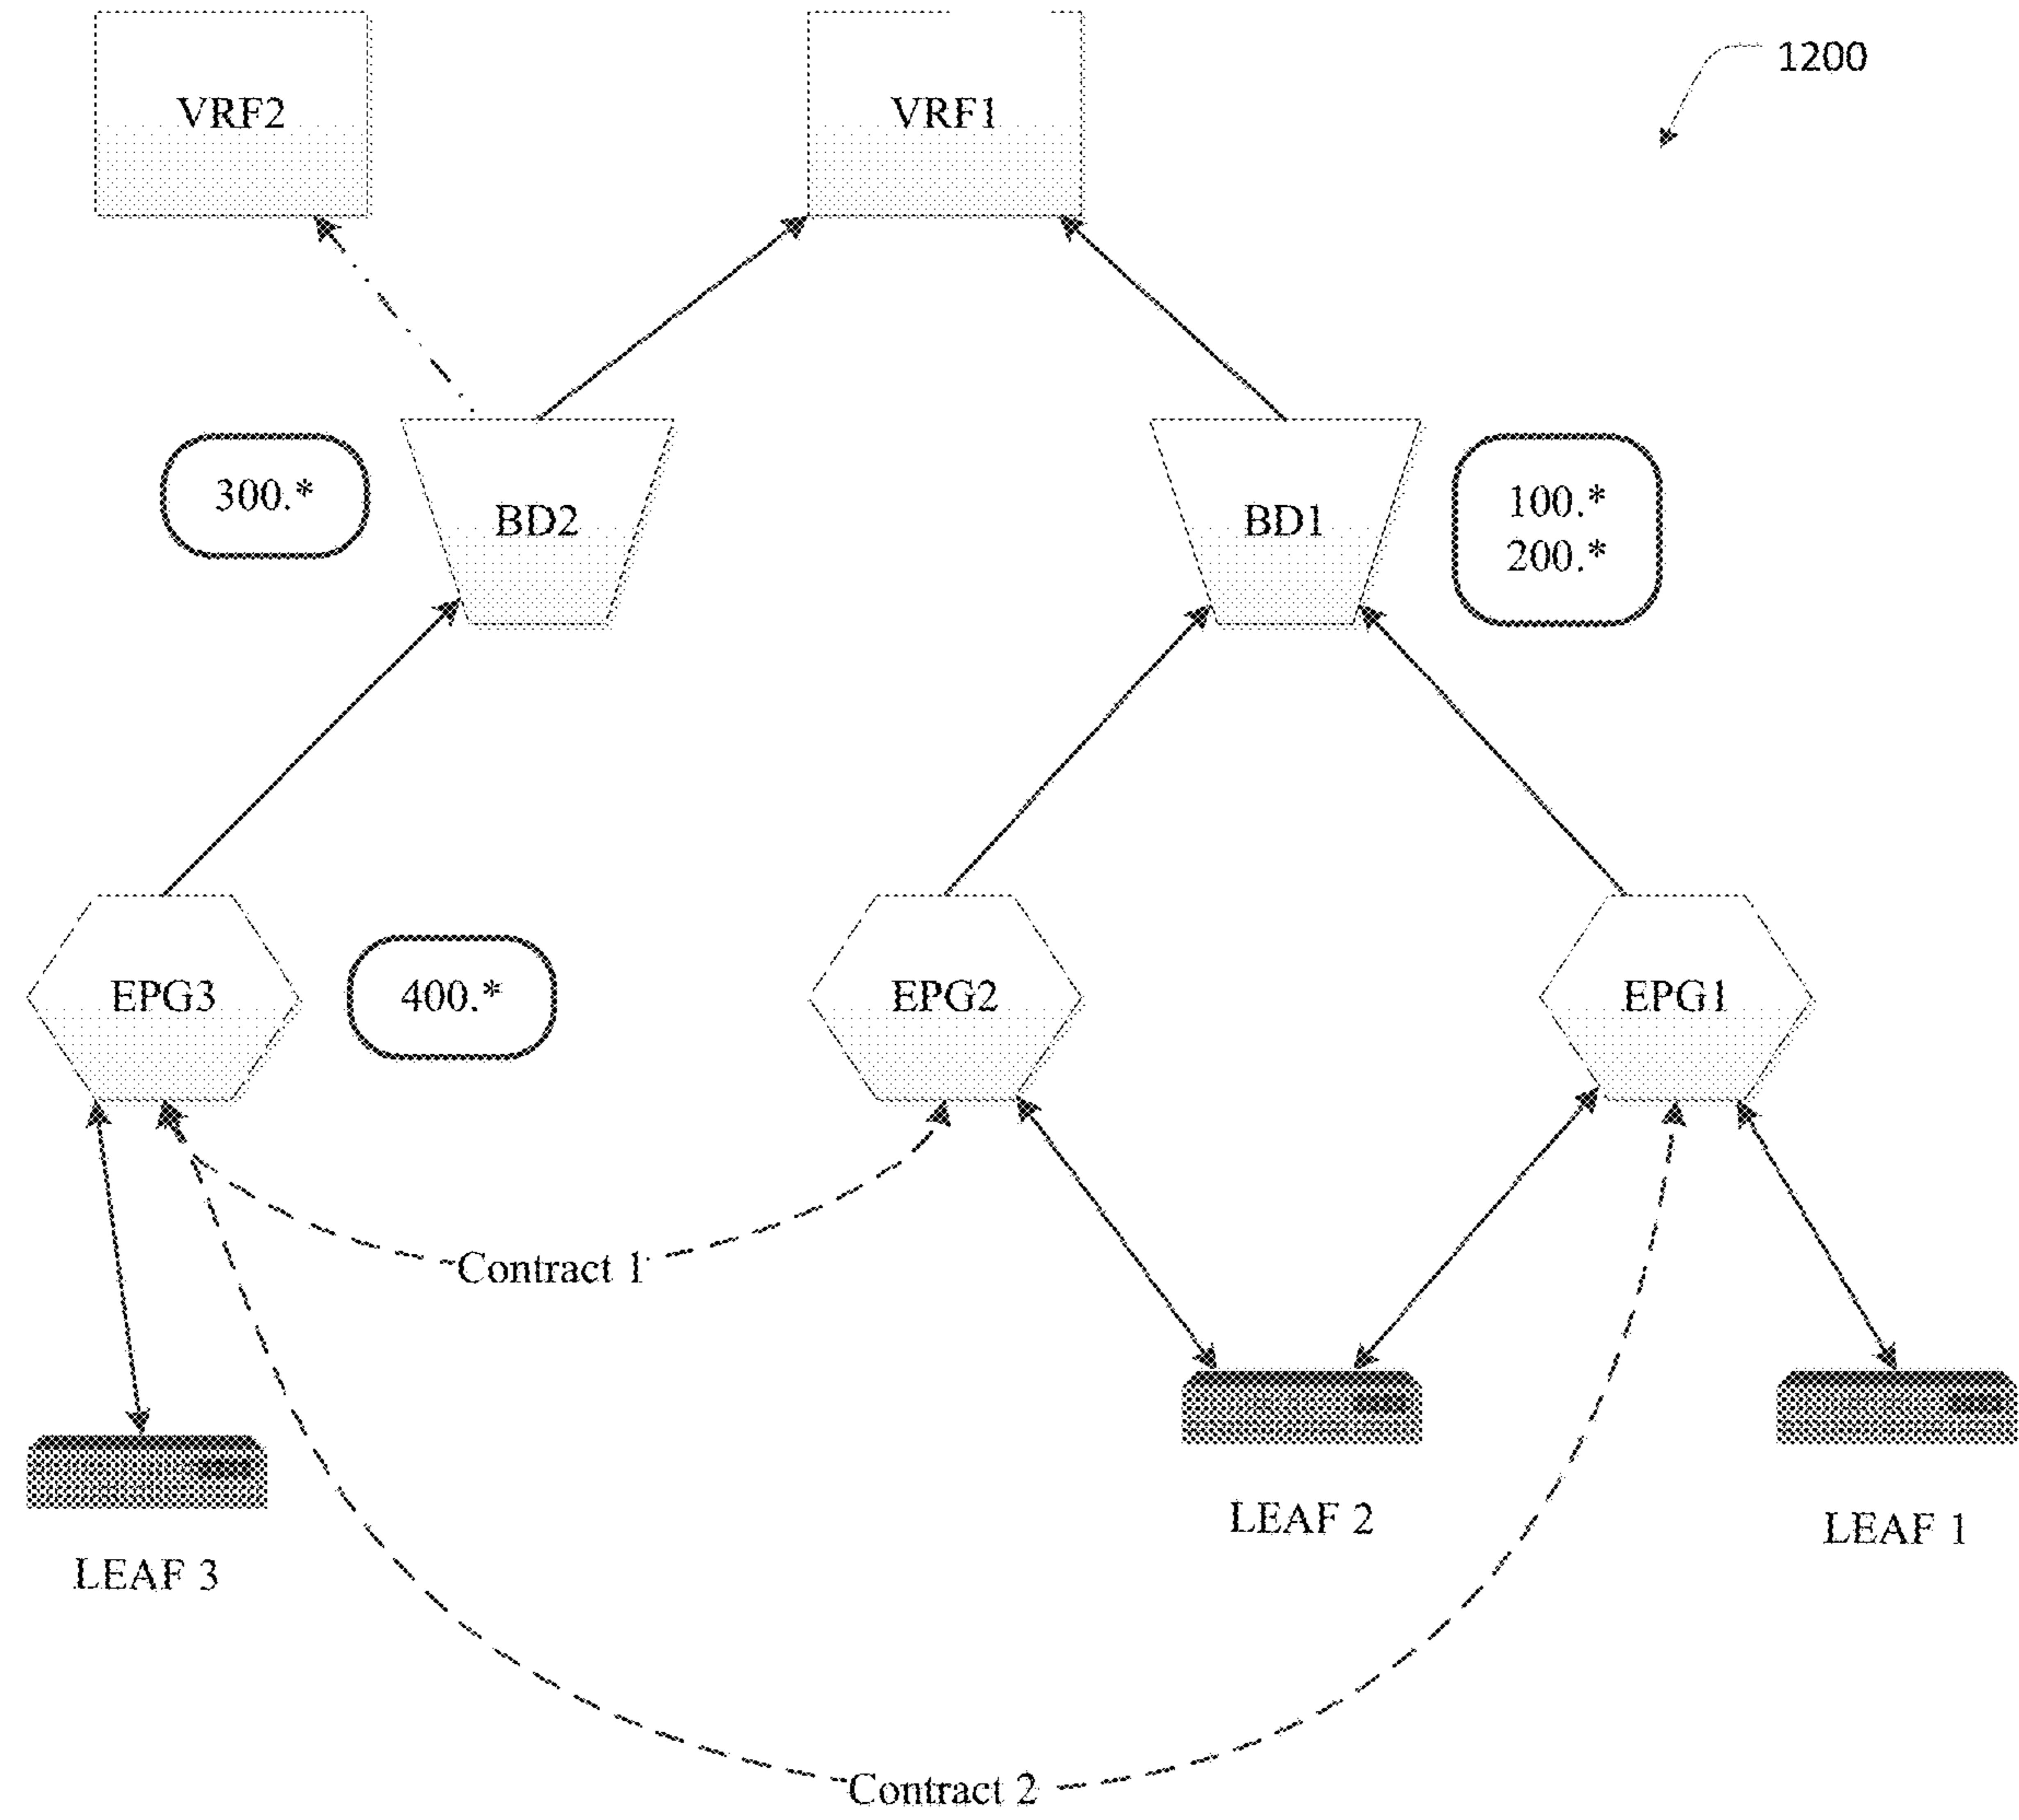 VRF2
VRF1
1200
300.*
BD2
BD1
100.*
200.*
EPG3
400.*
EPG2
EPG1
Contract 1
LEAF 3
LEAF 2
LEAF 1
Contract 2